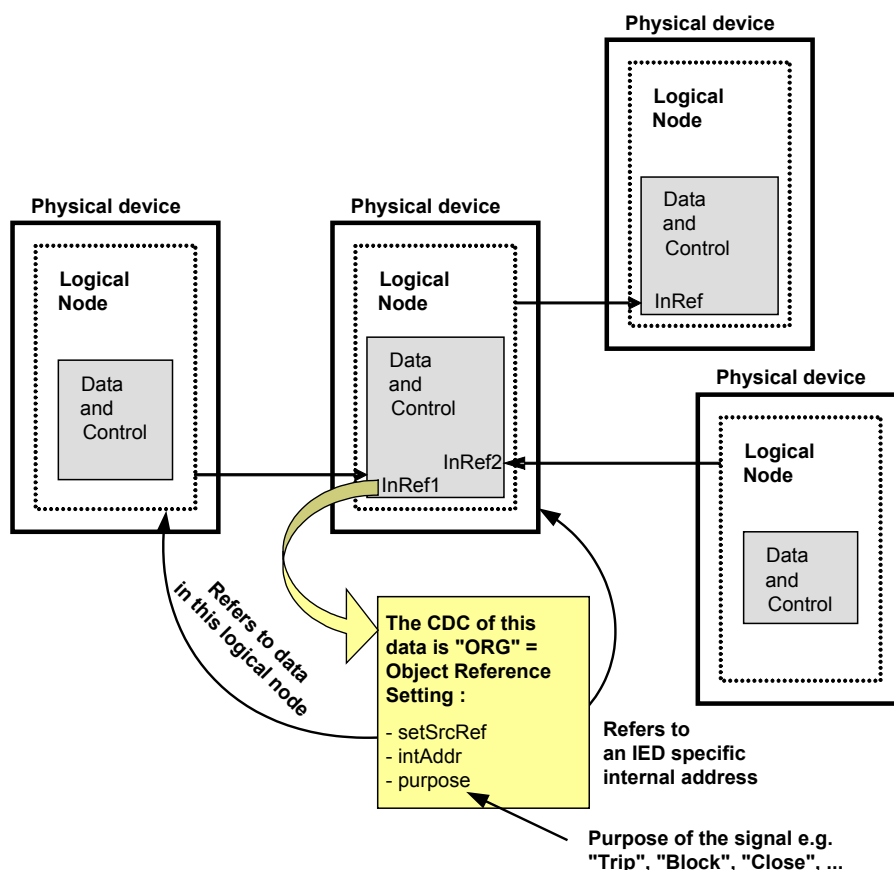 Physical device
Logical
Node
Data
and
Control
InRef
Physical device
Logical
Node
Data
and
Control
Physical device
Logical
Node
Data
and
Control
InRef2
InRef1
Physical device
Logical
Node
Data
and
Control
Refers to data
in this logical node
The CDC of this
data is "ORG" =
Object Reference
Setting :
- setSrcRef
- intAddr
- purpose
Refers to
an IED specific
internal address
Purpose of the signal e.g.
"Trip", "Block", "Close", ...